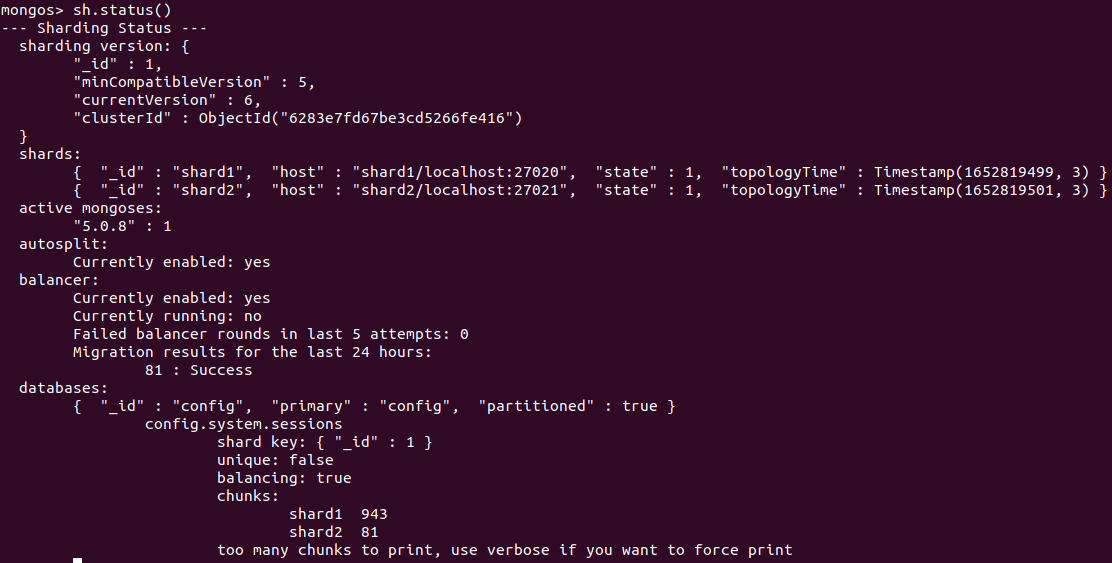 mongos> sh.status()
--- Sharding Status ---
  sharding version: {
        "_id" : 1,
        "minCompatibleVersion" : 5,
        "currentVersion" : 6,
        "clusterId" : ObjectId("6283e7fd67be3cd5266fe416")
  }
  shards:
        {  "_id" : "shard1",  "host" : "shard1/localhost:27020",  "state" : 1,  "topologyTime" : Timestamp(1652819499, 3) }
        {  "_id" : "shard2",  "host" : "shard2/localhost:27021",  "state" : 1,  "topologyTime" : Timestamp(1652819501, 3) }
  active mongoses:
        "5.0.8" : 1
  autosplit:
        Currently enabled: yes
  balancer:
        Currently enabled: yes
        Currently running: no
        Failed balancer rounds in last 5 attempts: 0
        Migration results for the last 24 hours:
                81 : Success
  databases:
        {  "_id" : "config",  "primary" : "config",  "partitioned" : true }
                config.system.sessions
                        shard key: { "_id" : 1 }
                        unique: false
                        balancing: true
                        chunks:
                                shard1  943
                                shard2  81
                        too many chunks to print, use verbose if you want to force print